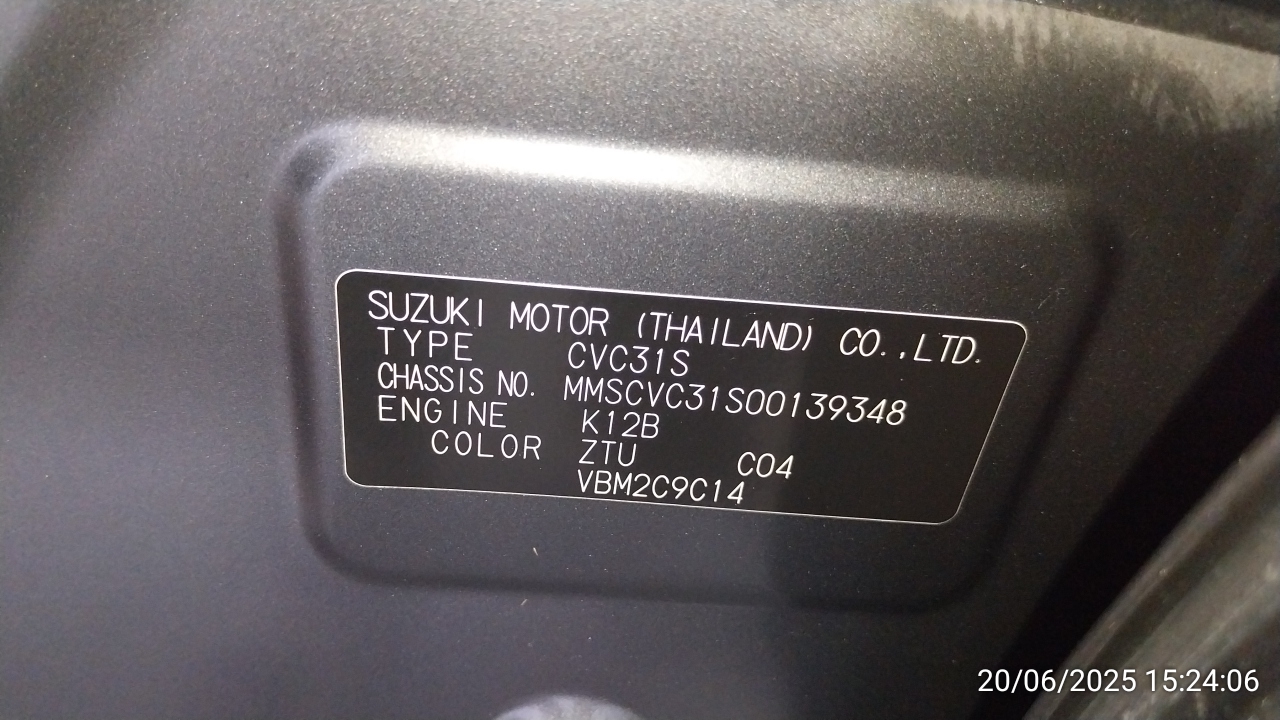 SUZUKI MOTOR (THAILAND) CO.,LTD.
TYPE CVC31S
CHASSIS NO. MMSCVC31S00139348
ENGINE K12B
COLOR ZTU C04
VBM2C9C14
20/06/2025 15:24:06